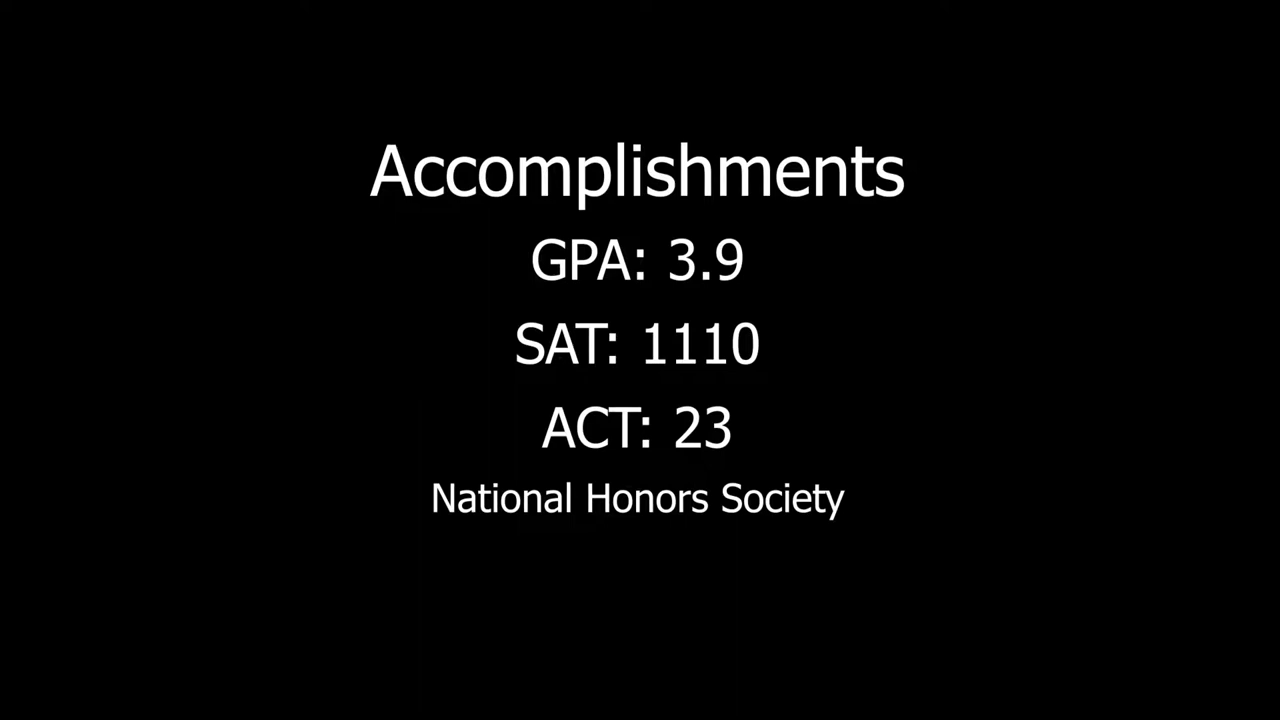 Accomplishments
GPA: 3.9
SAT: 1110
ACT: 23
National Honors Society